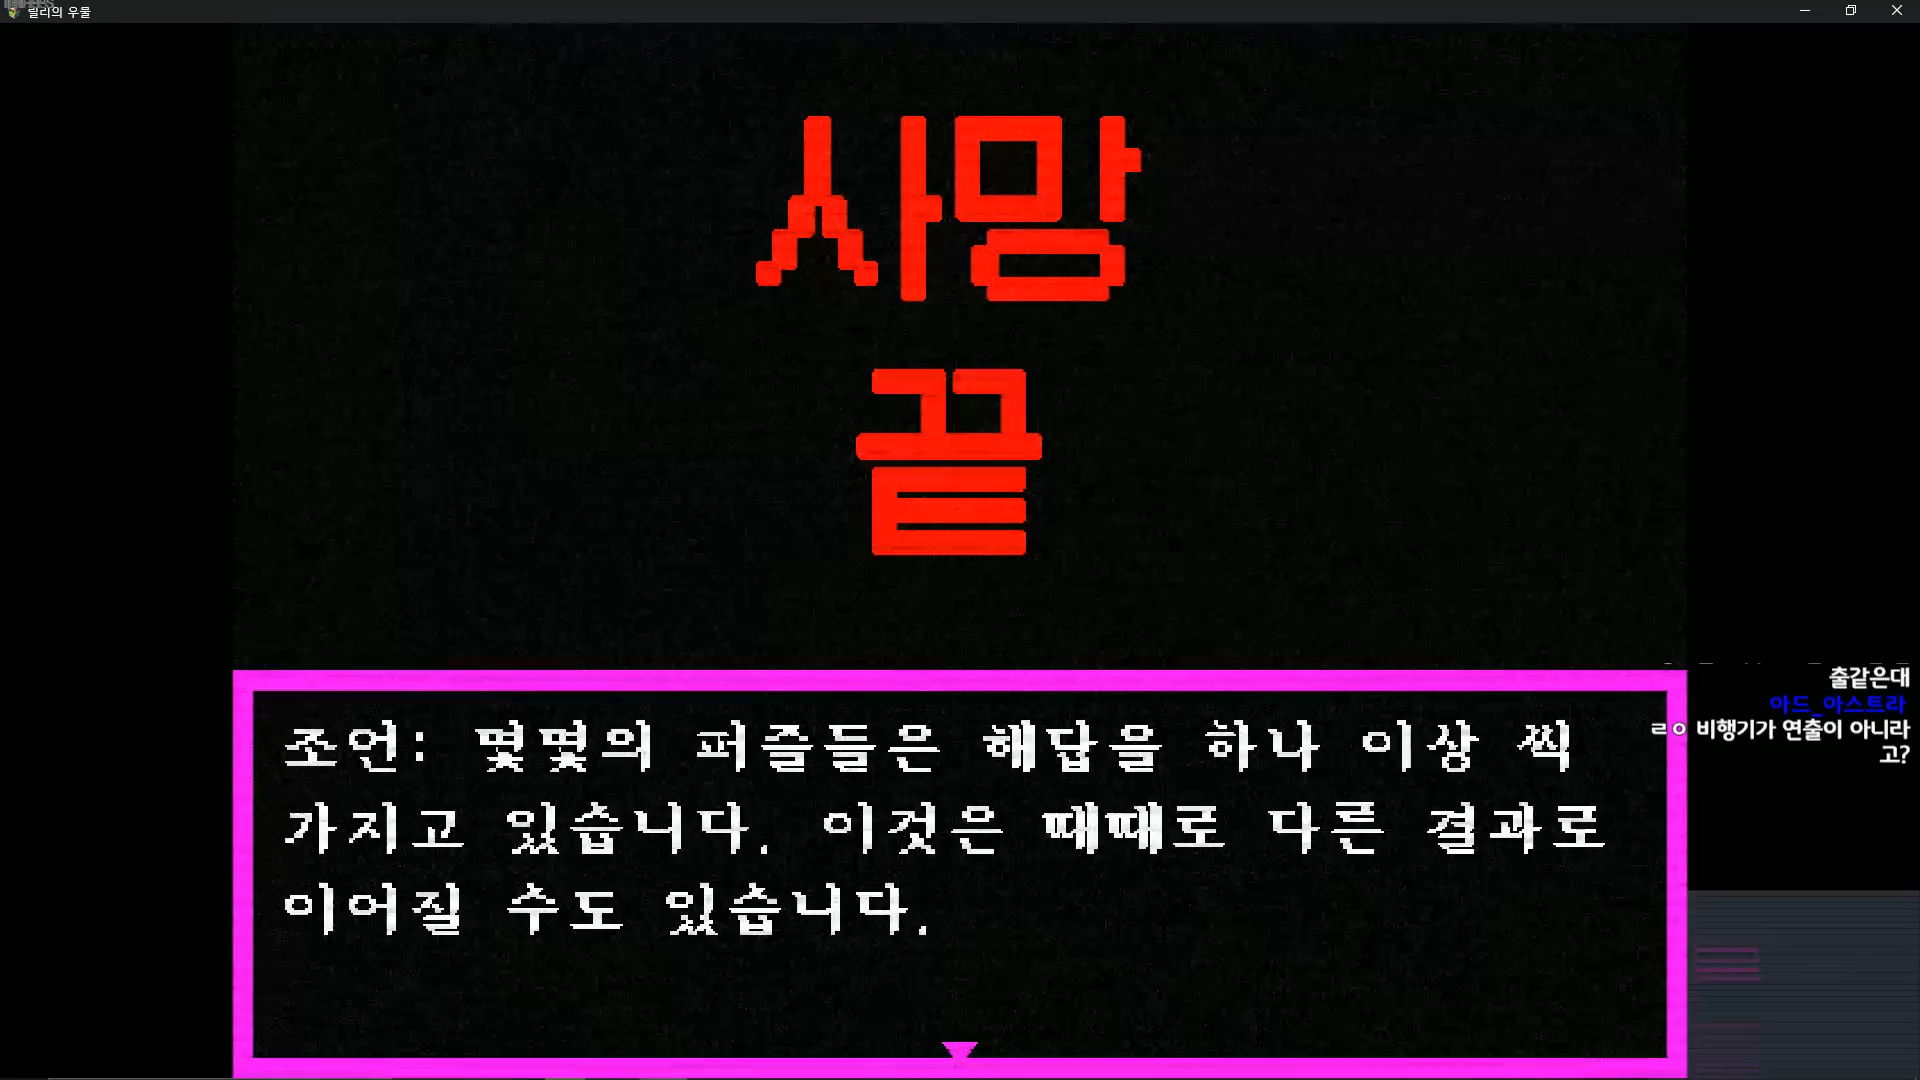 릴리의 우물
사망
끝
조언: 몇몇의 퍼즐들은 해답을 하나 이상 씩
가지고 있습니다. 이것은 때때로 다른 결과로
이어질 수도 있습니다.
출같은대
아드_아스트라
ㄹㅇ 비행기가 연출이 아니라
고?